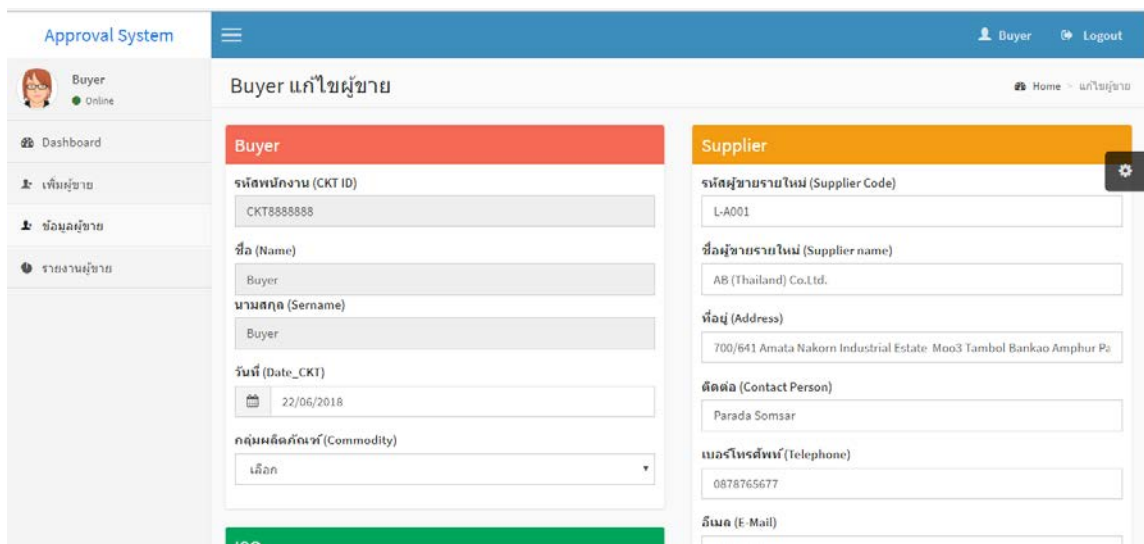 Approval System
Buyer
Logout
Buyer
Online
Dashboard
เพิ่มผู้ขาย
ข้อมูลผู้ขาย
รายงานผู้ขาย
Buyer แก้ไขผู้ขาย
Home > แก้ไขผู้ขาย
Buyer
รหัสพนักงาน (CKT ID)
CKT8888888
ชื่อ (Name)
Buyer
นามสกุล (Sername)
Buyer
วันที่ (Date_CKT)
22/06/2018
กลุ่มผลิตภัณฑ์ (Commodity)
เลือก
Supplier
รหัสผู้ขายรายใหม่ (Supplier Code)
L-A001
ชื่อผู้ขายรายใหม่ (Supplier name)
AB (Thailand) Co.Ltd.
ที่อยู่ (Address)
700/641 Amata Nakorn Industrial Estate Moo3 Tambol Bankao Amphur Pa
ติดต่อ (Contact Person)
Parada Somsar
เบอร์โทรศัพท์ (Telephone)
0878765677
อีเมล (E-Mail)